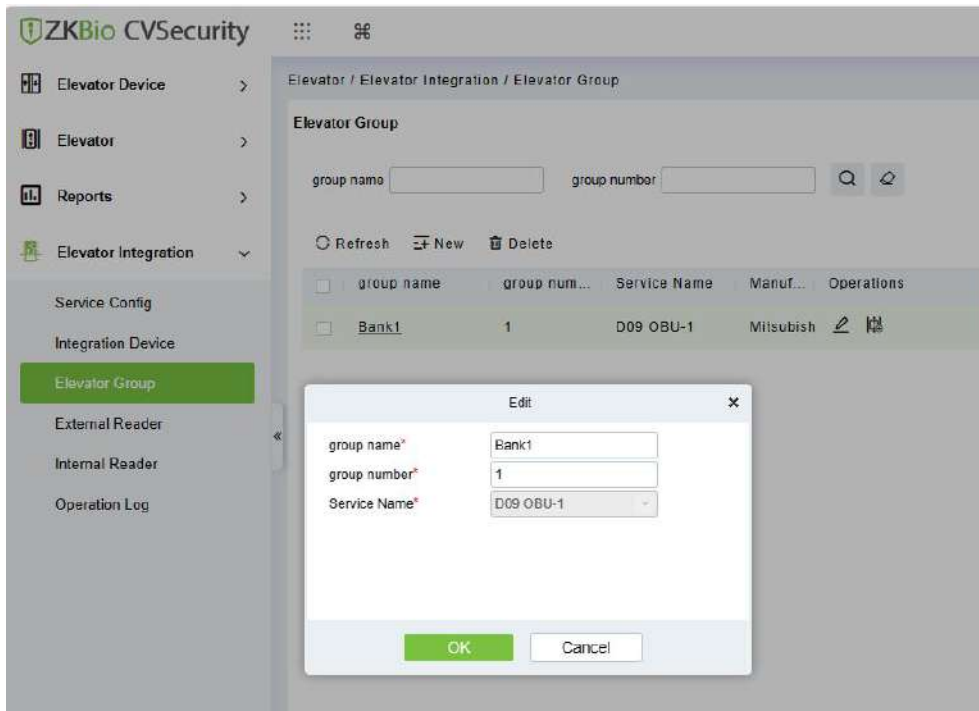 ZKBio CVSecurity
Elevator Device
Elevator
Reports
Elevator Integration
Service Config
Integration Device
Elevator Group
External Reader
Internal Reader
Operation Log
Elevator / Elevator Integration / Elevator Group
Elevator Group
group name
group number
Refresh New Delete
group name group num... Service Name Manuf... Operations
Bank1 1 D09 OBU-1 Mitsubish
Edit
group name* Bank1
group number* 1
Service Name* D09 OBU-1
OK Cancel